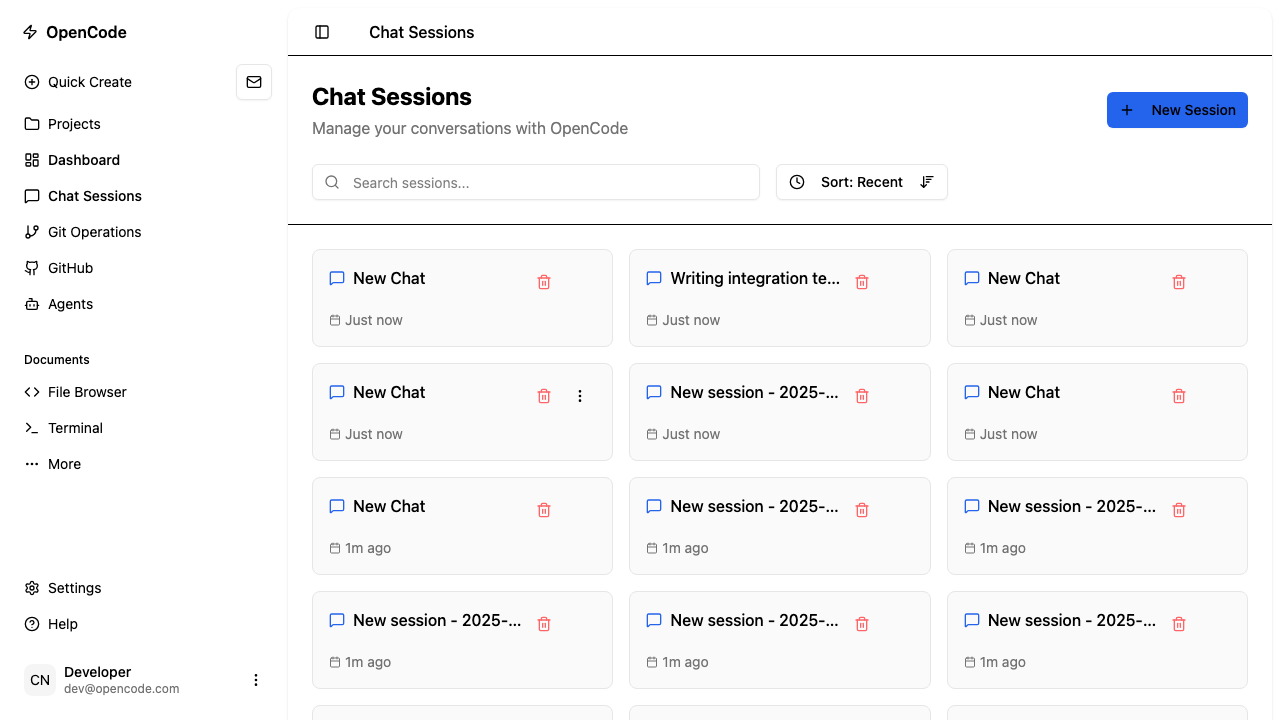 OpenCode
Quick Create
Projects
Dashboard
Chat Sessions
Git Operations
GitHub
Agents
Documents
File Browser
Terminal
More
Settings
Help
CN
Developer
dev@opencode.com
Chat Sessions
Chat Sessions
Manage your conversations with OpenCode
New Session
Search sessions...
Sort: Recent
New Chat
Just now
Writing integration te...
Just now
New Chat
Just now
New Chat
Just now
New session - 2025-...
Just now
New Chat
Just now
New Chat
1m ago
New session - 2025-...
1m ago
New session - 2025-...
1m ago
New session - 2025-...
1m ago
New session - 2025-...
1m ago
New session - 2025-...
1m ago